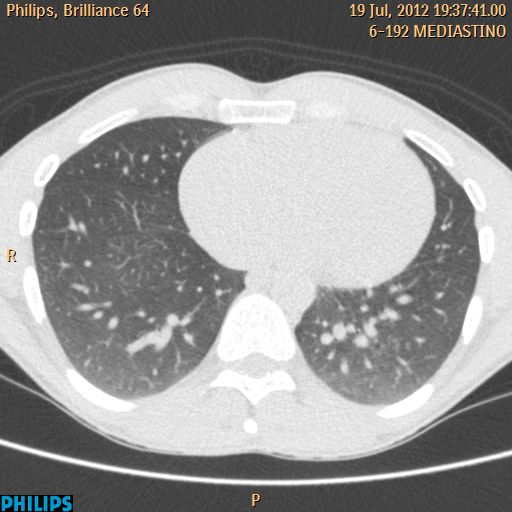 Philips, Brilliance 64
19 Jul, 2012 19:37:41.00
6-192 MEDIASTINO
R
PHILIPS
P